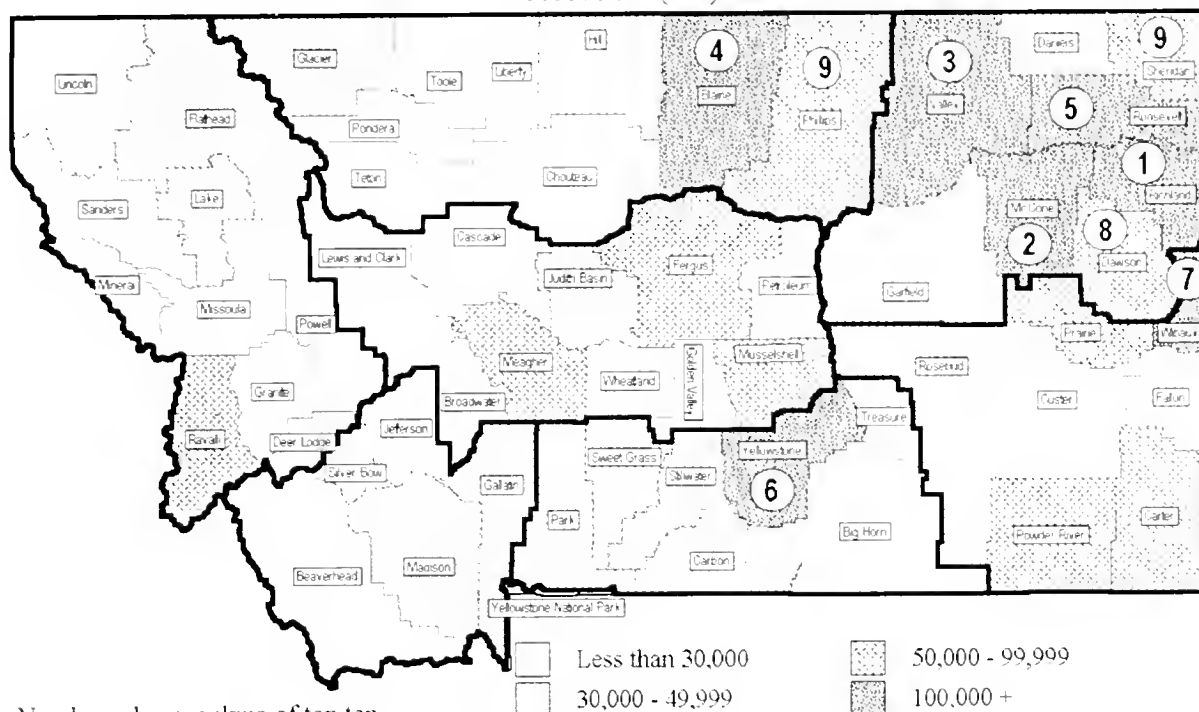 Hill
4
9
3
Daniels
9
Glacier
Sheridan
Toole
Liberty
Lincoln
Blaine
Valley
5
Roosevelt
Flathead
Phillips
Pondera
1
Teton
Chouteau
Lake
Richland
Sanders
McCone
8
Cascade
2
Lewis and Clark
Fergus
Dawson
Judith Basin
7
Mineral
Petroleum
Garfield
Missoula
Powell
Prairie
Wibaux
Meagher
Golden Valley
Musselshell
Wheatland
Rosebud
Granite
Custer
Fallon
Broadwater
Treasure
Jefferson
Ravalli
Deer Lodge
Yellowstone
Sweet Grass
Silver Bow
Stillwater
Gallatin
6
Carter
Park
Big Horn
Powder River
Carbon
Madison
Beaverhead
Yellowstone National Park
Less than 30,000
50,000 - 99,999
30,000 - 49,999
100,000 +